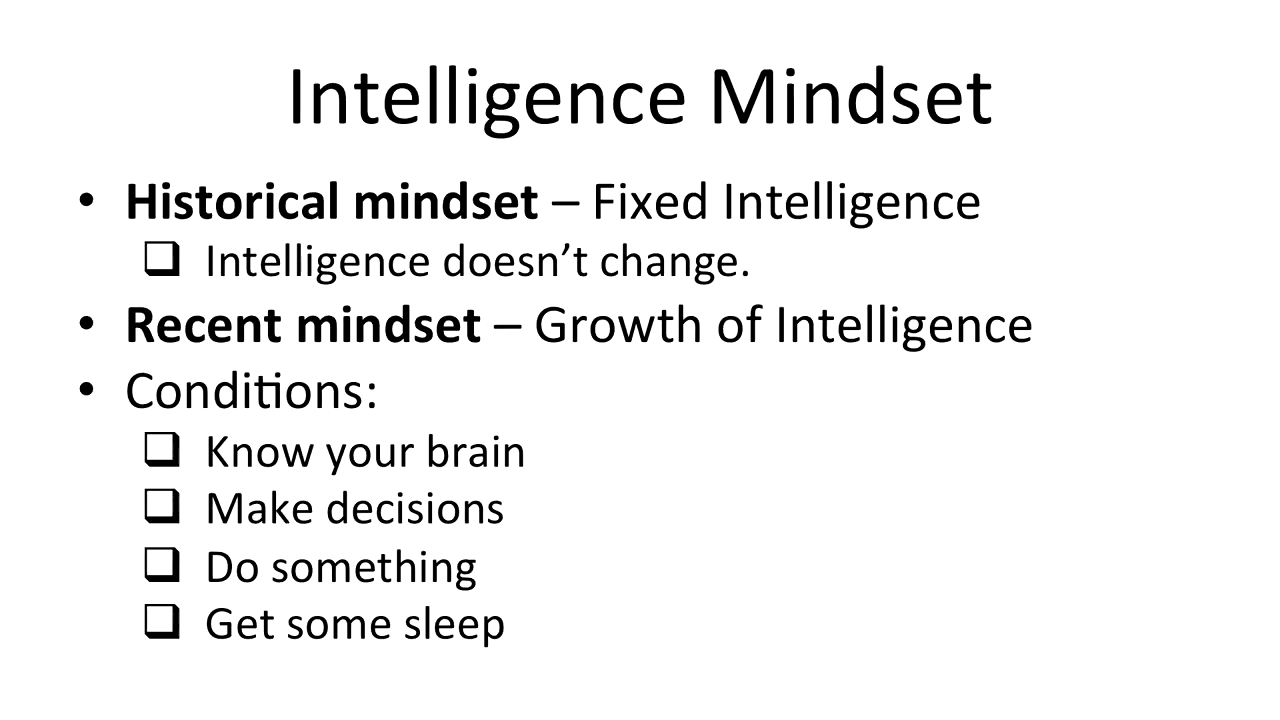 Intelligence Mindset
• Historical mindset – Fixed Intelligence
❑ Intelligence doesn’t change.
• Recent mindset – Growth of Intelligence
• Conditions:
❑ Know your brain
❑ Make decisions
❑ Do something
❑ Get some sleep